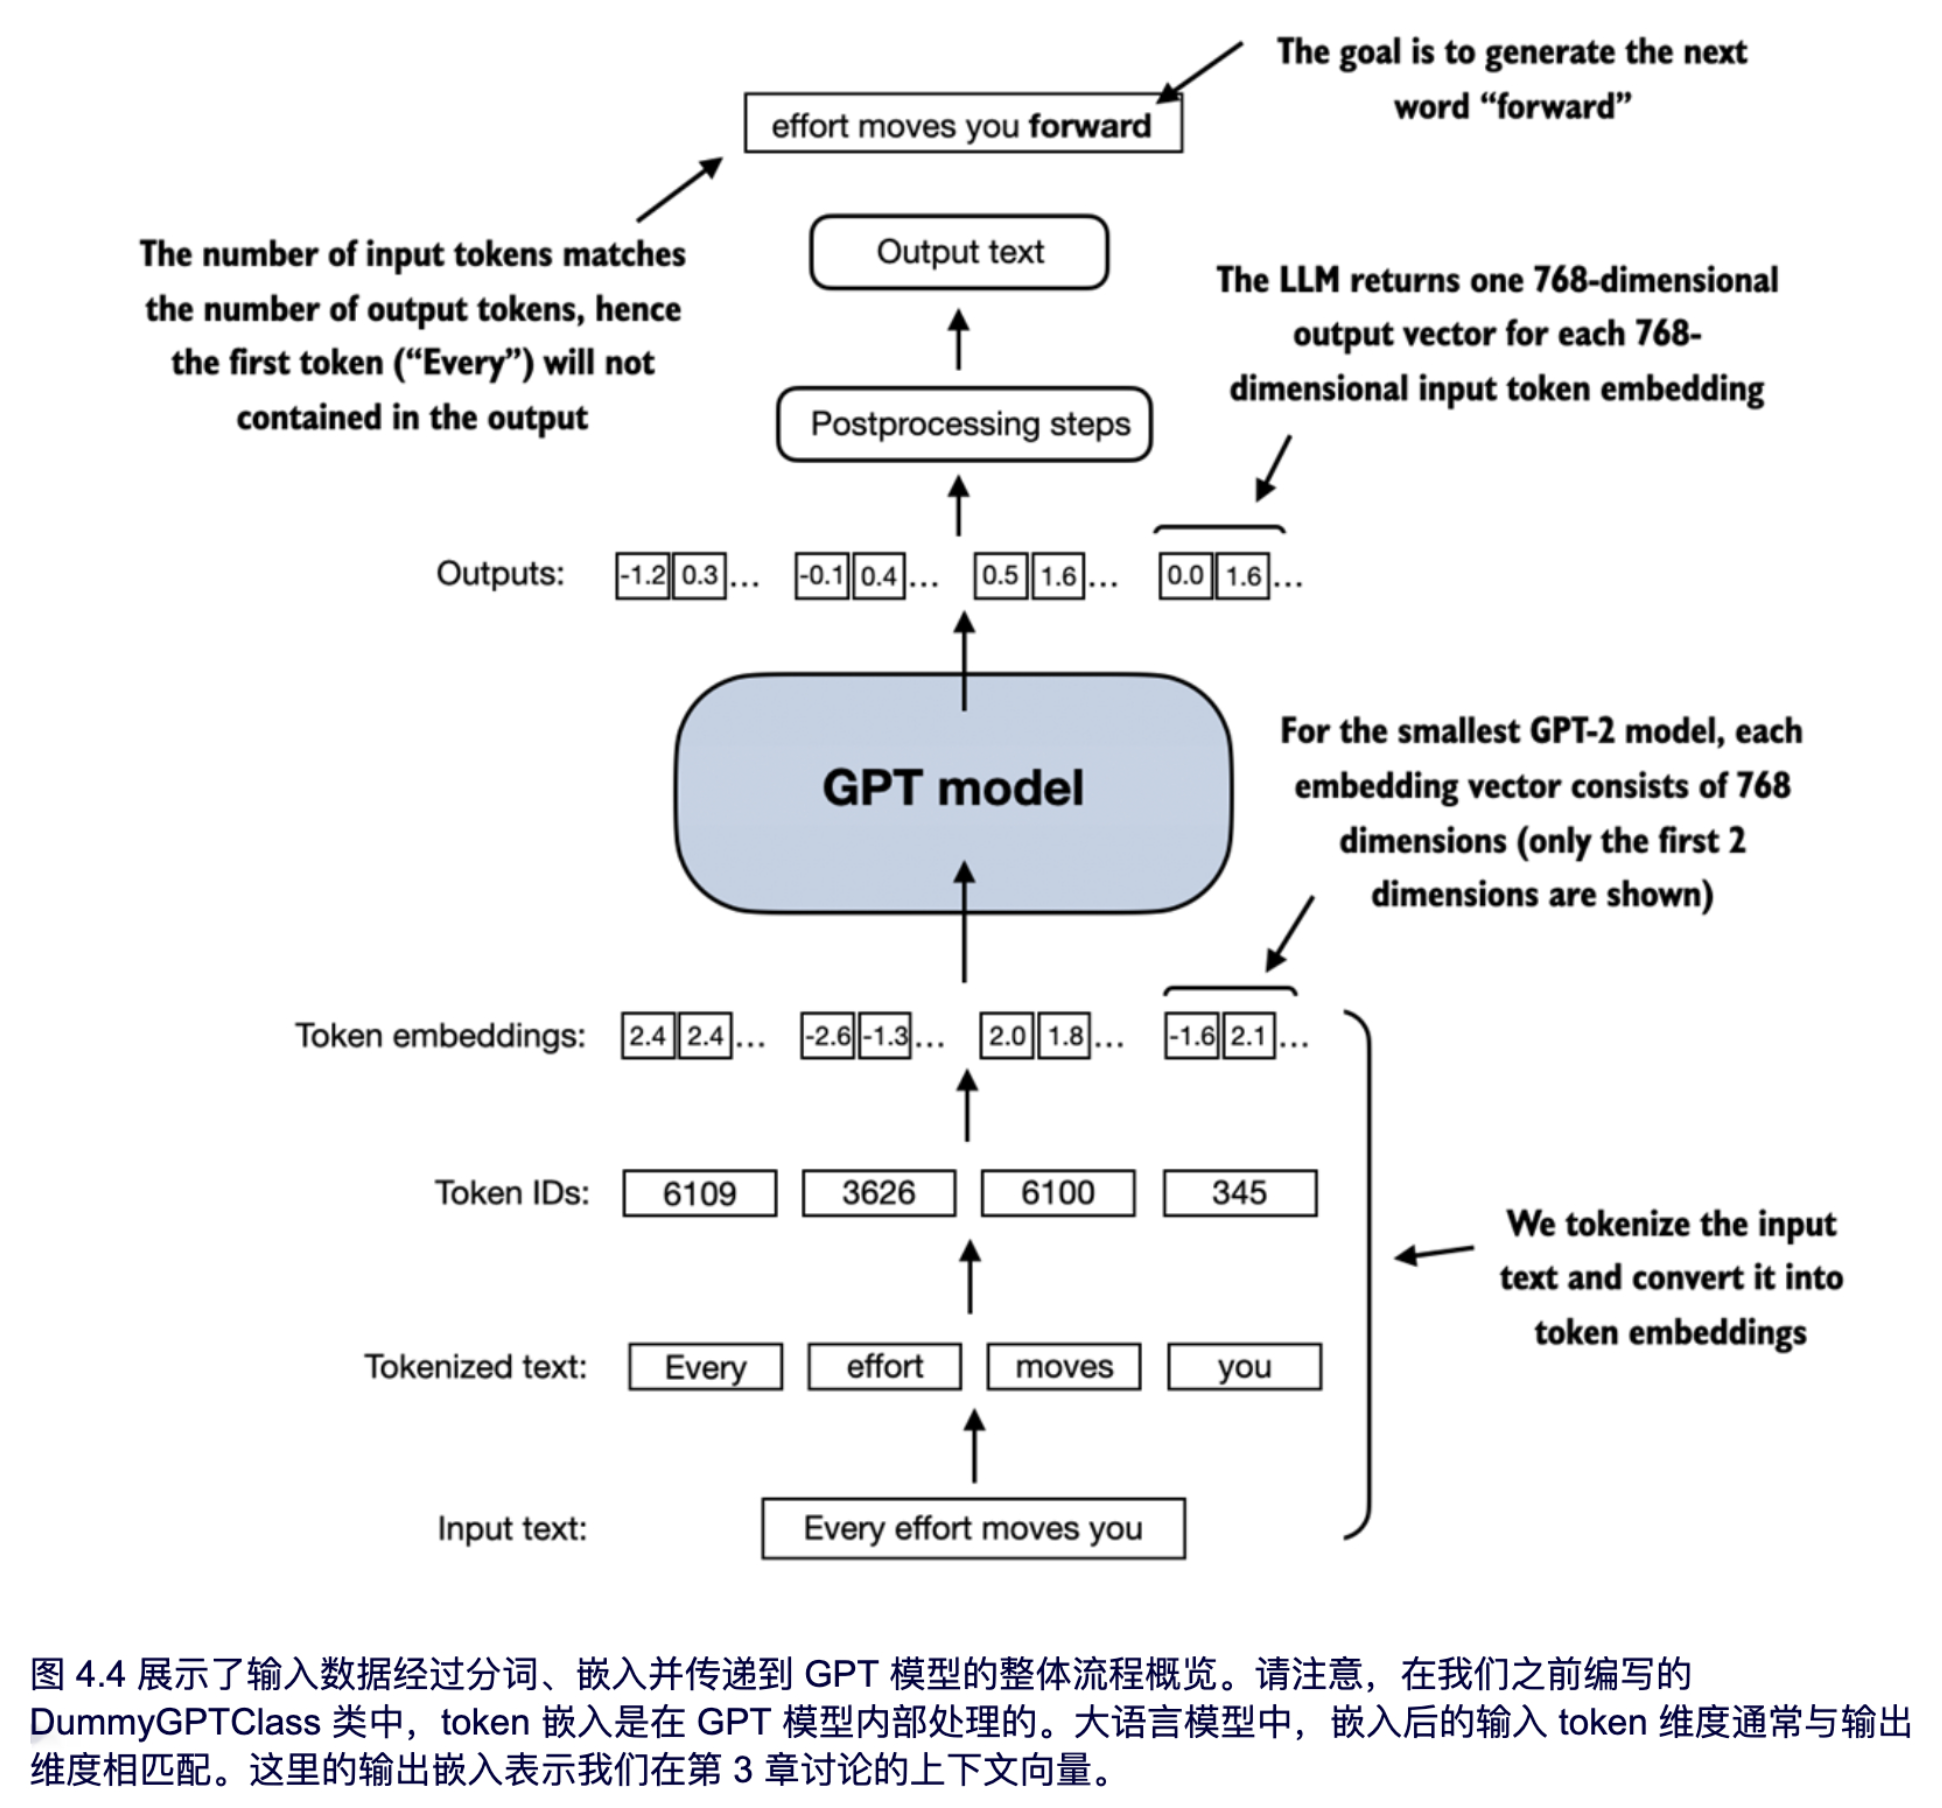 The goal is to generate the next
word “forward”
effort moves you forward
The number of input tokens matches
the number of output tokens, hence
the first token (“Every”) will not
contained in the output
Output text
The LLM returns one 768-dimensional
output vector for each 768-
dimensional input token embedding
Postprocessing steps
Outputs: -1.2 0.3 ... -0.1 0.4 ... 0.5 1.6 ... 0.0 1.6 ...
GPT model
For the smallest GPT-2 model, each
embedding vector consists of 768
dimensions (only the first 2
dimensions are shown)
Token embeddings: 2.4 2.4 ... -2.6 -1.3 ... 2.0 1.8 ... -1.6 2.1 ...
Token IDs: 6109 3626 6100 345
We tokenize the input
text and convert it into
token embeddings
Tokenized text: Every effort moves you
Input text: Every effort moves you
图 4.4 展示了输入数据经过分词、嵌入并传递到 GPT 模型的整体流程概览。请注意，在我们之前编写的
DummyGPTClass 类中，token 嵌入是在 GPT 模型内部处理的。大语言模型中，嵌入后的输入 token 维度通常与输出
维度相匹配。这里的输出嵌入表示我们在第 3 章讨论的上下文向量。